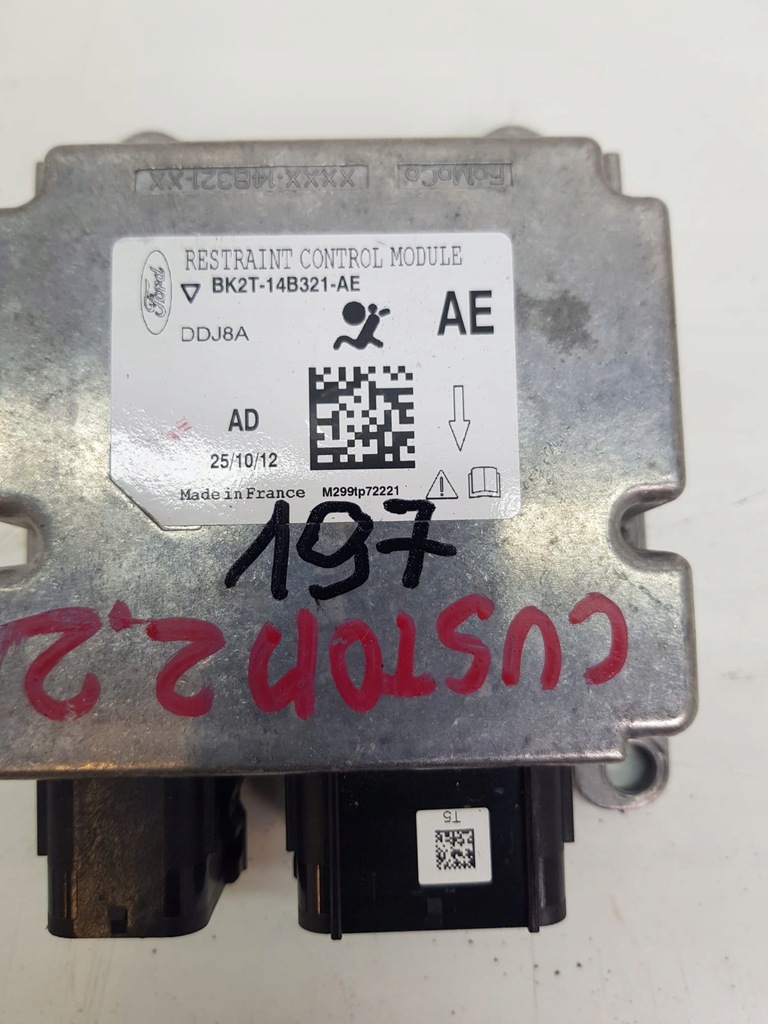 XXXX-14B321-XX FoMoCo
Ford
RESTRAINT CONTROL MODULE
BK2T-14B321-AE
DDJ8A
AE
AD
25/10/12
Made in France M299tp72221
197
CUSTOM 2,2
T5